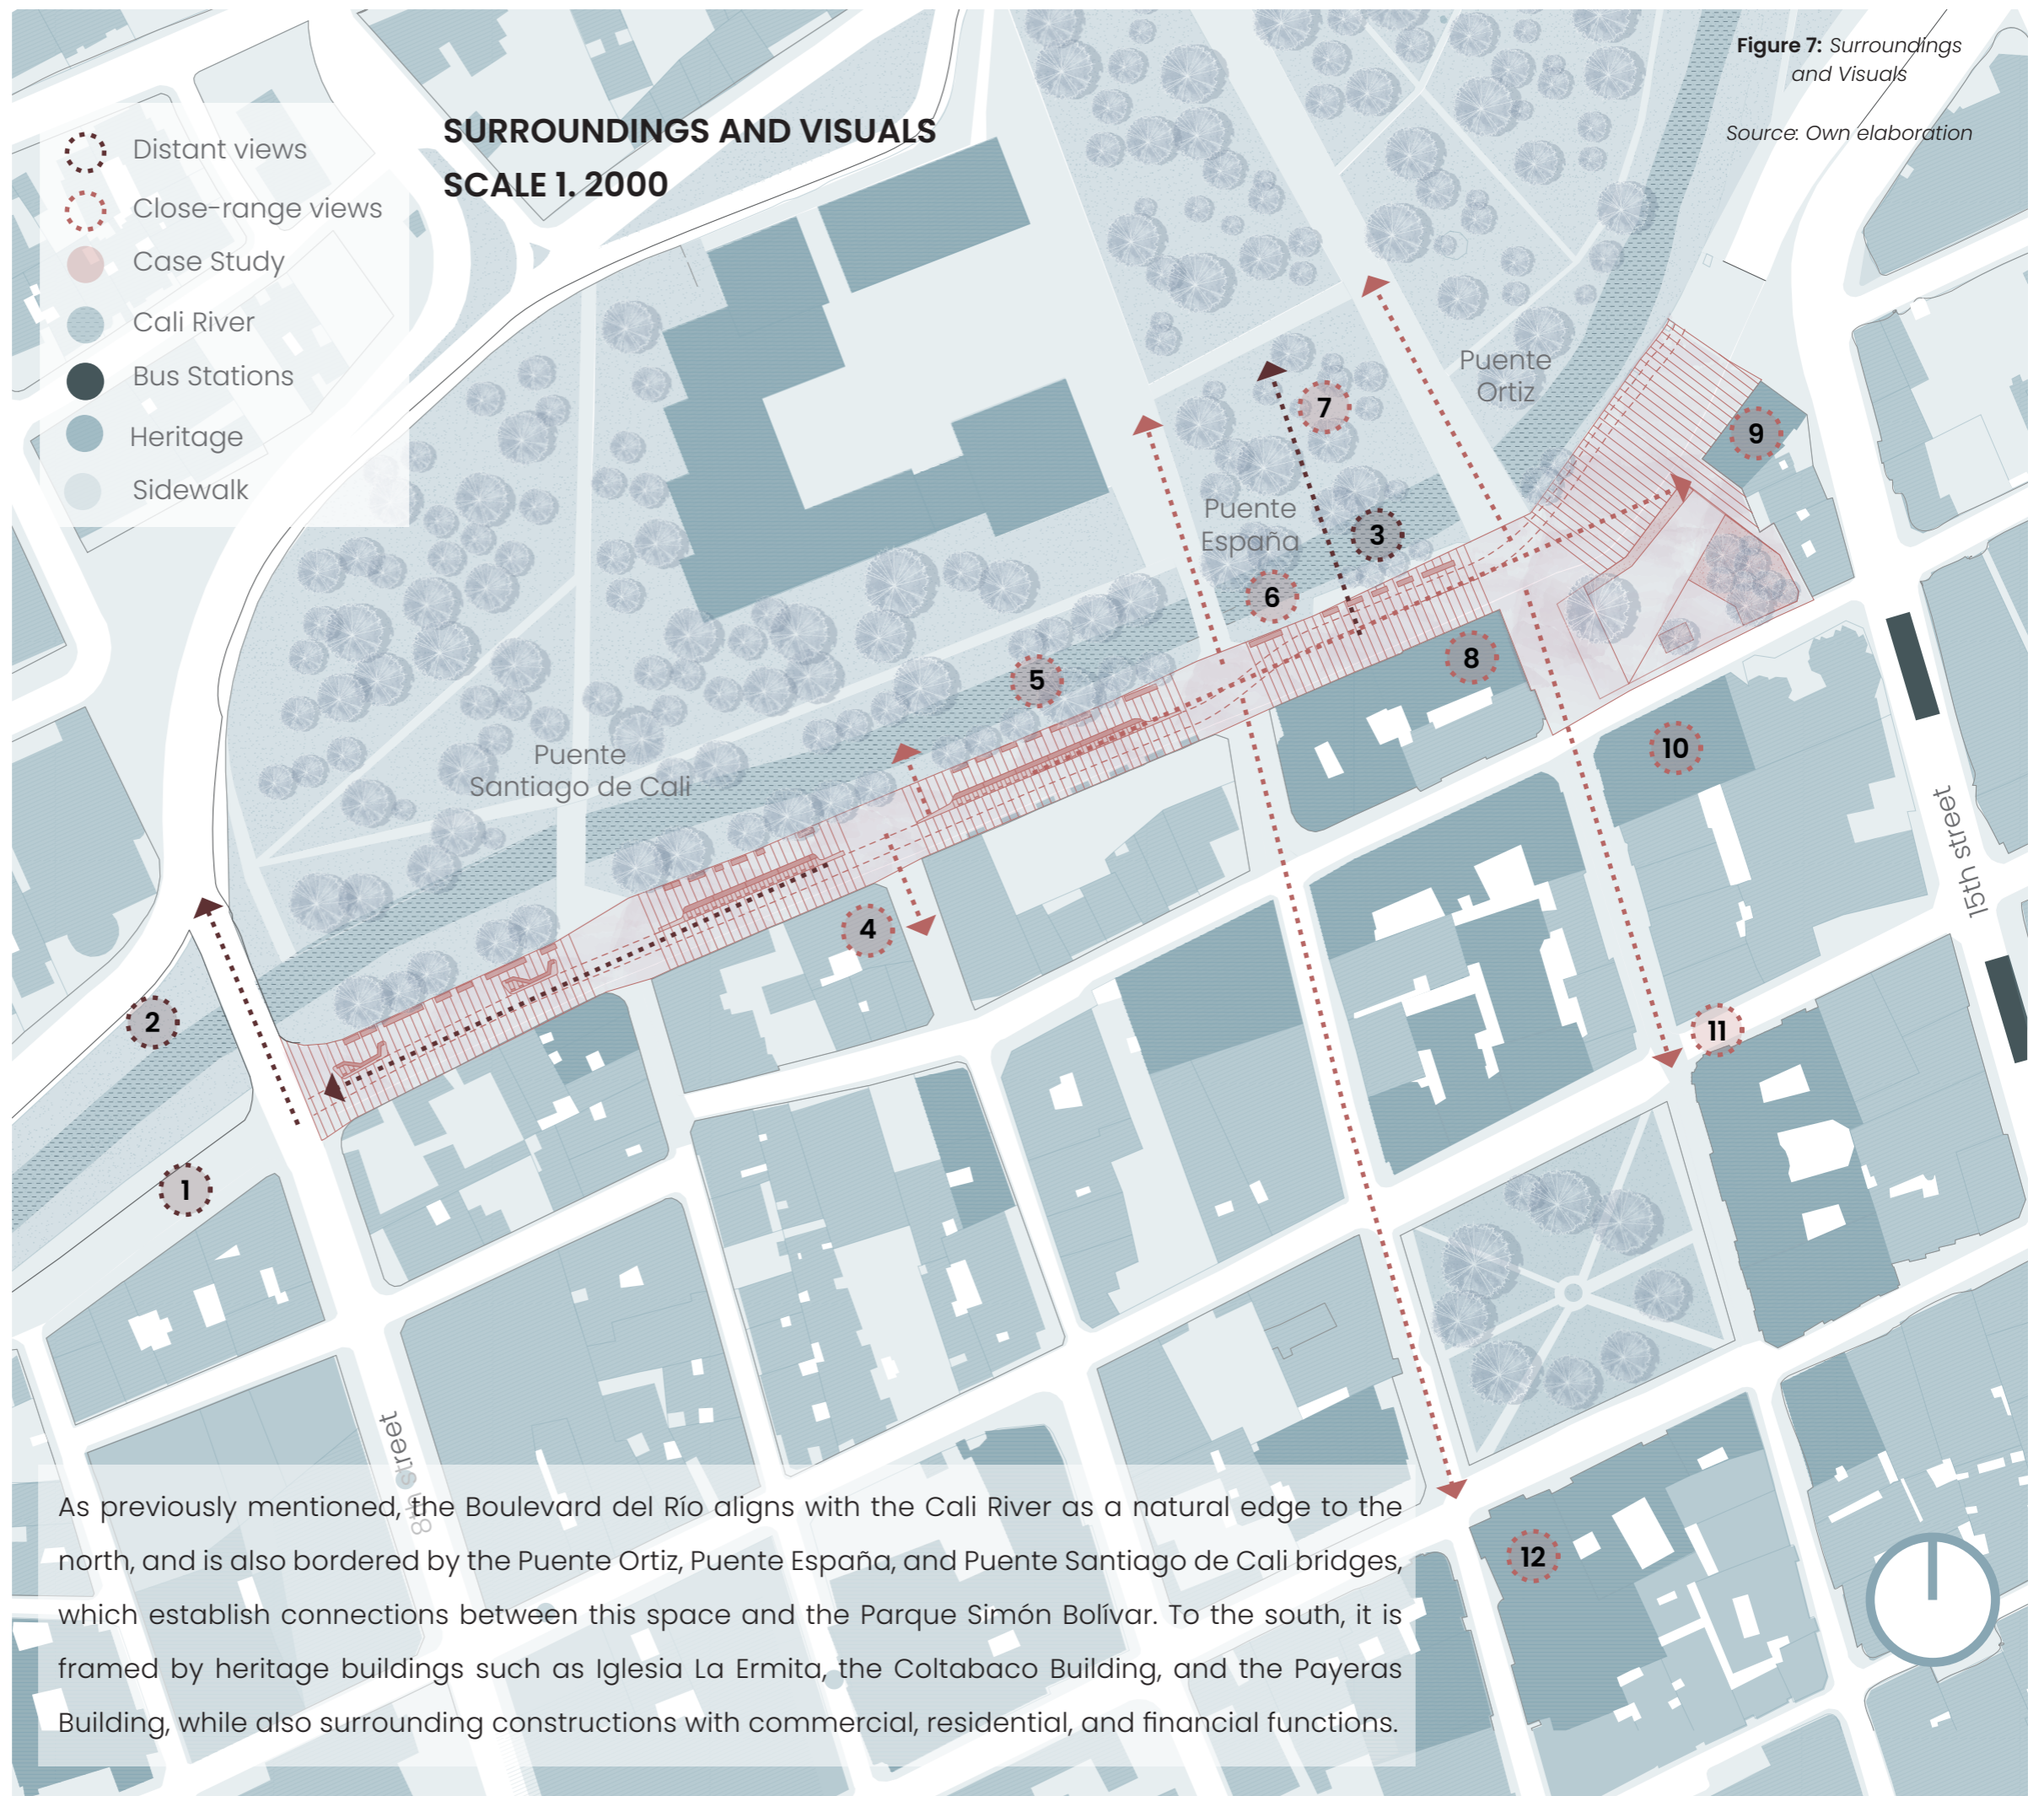 Figure 7: Surroundings
and Visuals
Source: Own elaboration
SURROUNDINGS AND VISUALS
SCALE 1. 2000
Distant views
Close-range views
Case Study
Cali River
Bus Stations
Heritage
Sidewalk
Puente
Ortiz
7
9
Puente
España
3
6
8
5
10
Puente
Santiago de Cali
15th street
4
2
11
1
8th street
12
As previously mentioned, the Boulevard del Río aligns with the Cali River as a natural edge to the
north, and is also bordered by the Puente Ortiz, Puente España, and Puente Santiago de Cali bridges,
which establish connections between this space and the Parque Simón Bolívar. To the south, it is
framed by heritage buildings such as Iglesia La Ermita, the Coltabaco Building, and the Payeras
Building, while also surrounding constructions with commercial, residential, and financial functions.